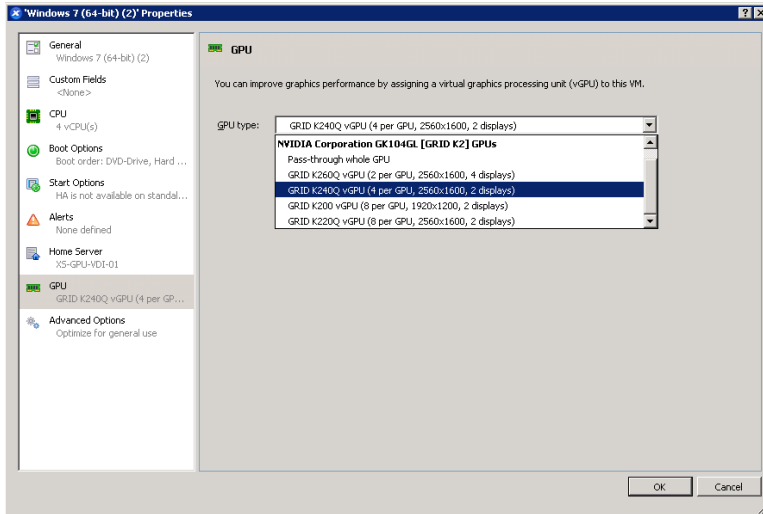 'Windows 7 (64-bit) (2)' Properties
General
Windows 7 (64-bit) (2)
Custom Fields
<None>
CPU
4 vCPU(s)
Boot Options
Boot order: DVD-Drive, Hard ...
Start Options
HA is not available on standal...
Alerts
None defined
Home Server
XS-GPU-VDI-01
GPU
GRID K240Q vGPU (4 per GP...
Advanced Options
Optimize for general use
GPU
You can improve graphics performance by assigning a virtual graphics processing unit (vGPU) to this VM.
GPU type:
GRID K240Q vGPU (4 per GPU, 2560x1600, 2 displays)
NVIDIA Corporation GK104GL [GRID K2] GPUs
Pass-through whole GPU
GRID K260Q vGPU (2 per GPU, 2560x1600, 4 displays)
GRID K240Q vGPU (4 per GPU, 2560x1600, 2 displays)
GRID K200 vGPU (8 per GPU, 1920x1200, 2 displays)
GRID K220Q vGPU (8 per GPU, 2560x1600, 2 displays)
OK
Cancel